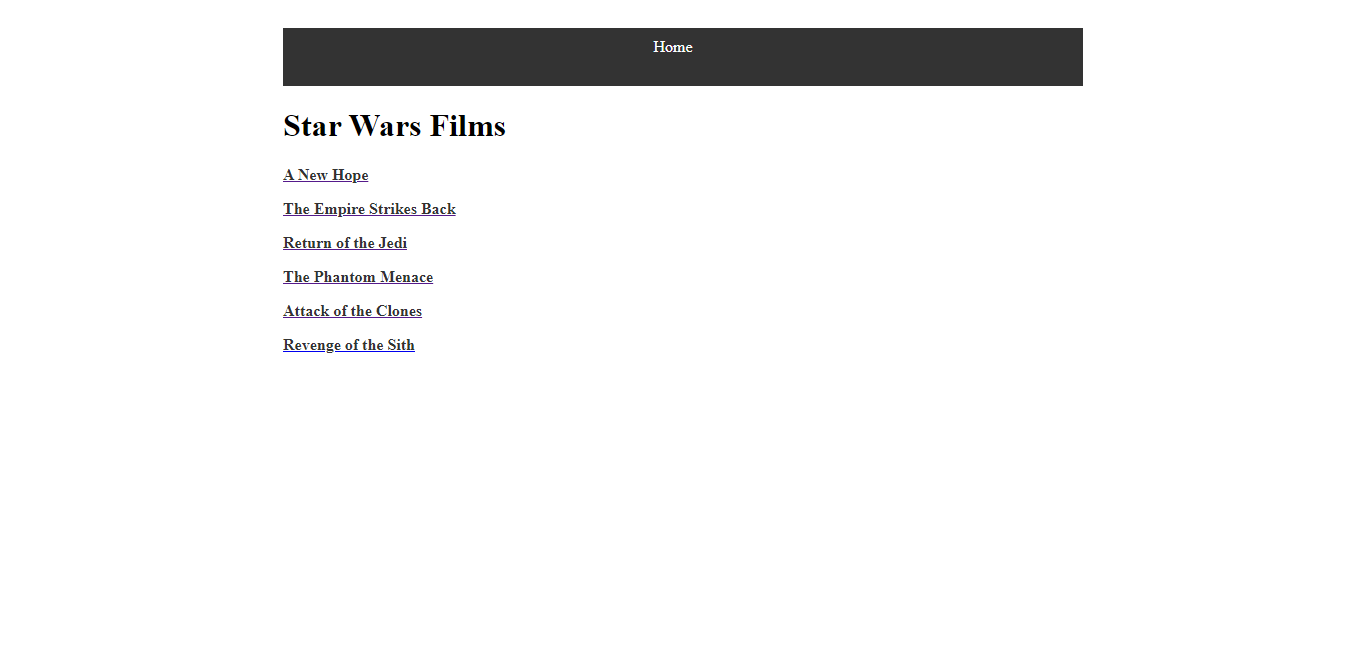 Home
Star Wars Films
A New Hope
The Empire Strikes Back
Return of the Jedi
The Phantom Menace
Attack of the Clones
Revenge of the Sith